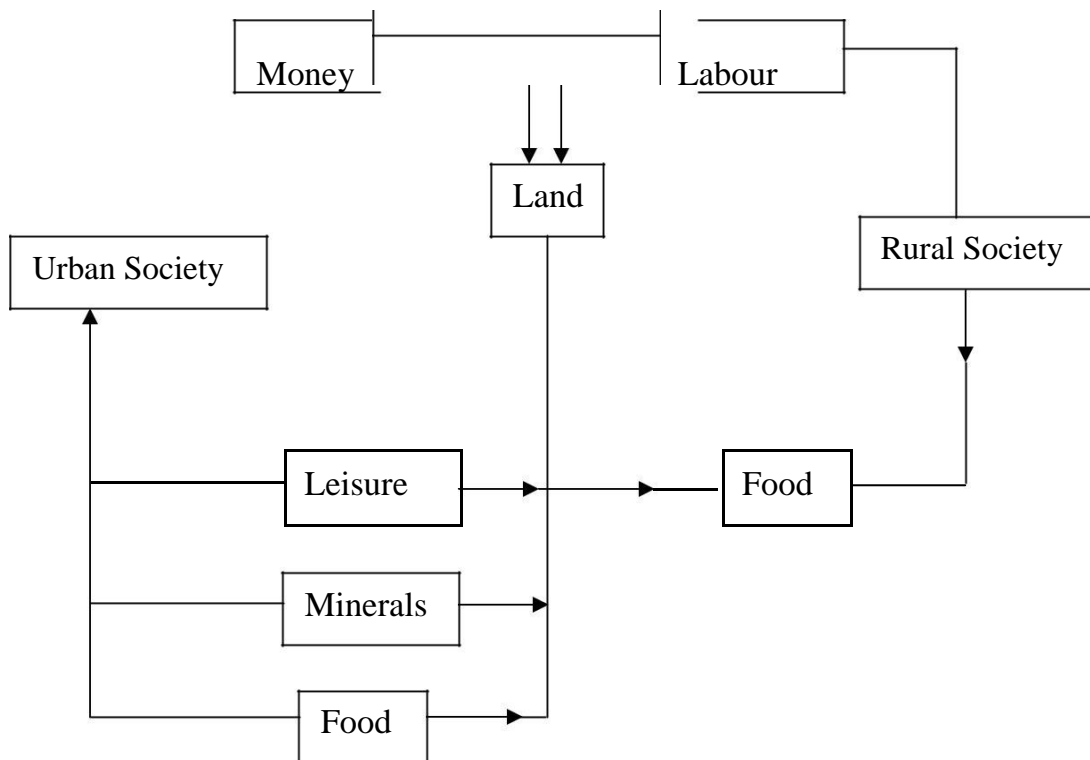 Money
Labour
Land
Urban Society
Rural Society
Leisure
Food
Minerals
Food